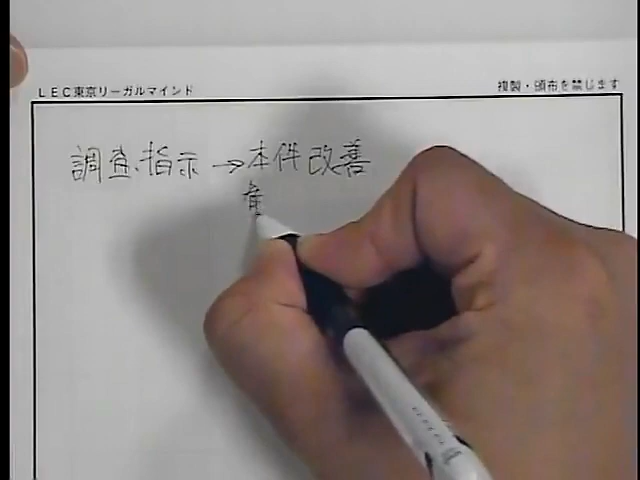 LEC東京リーガルマインド
複製・頒布を禁じます
調査、指示→本件改善